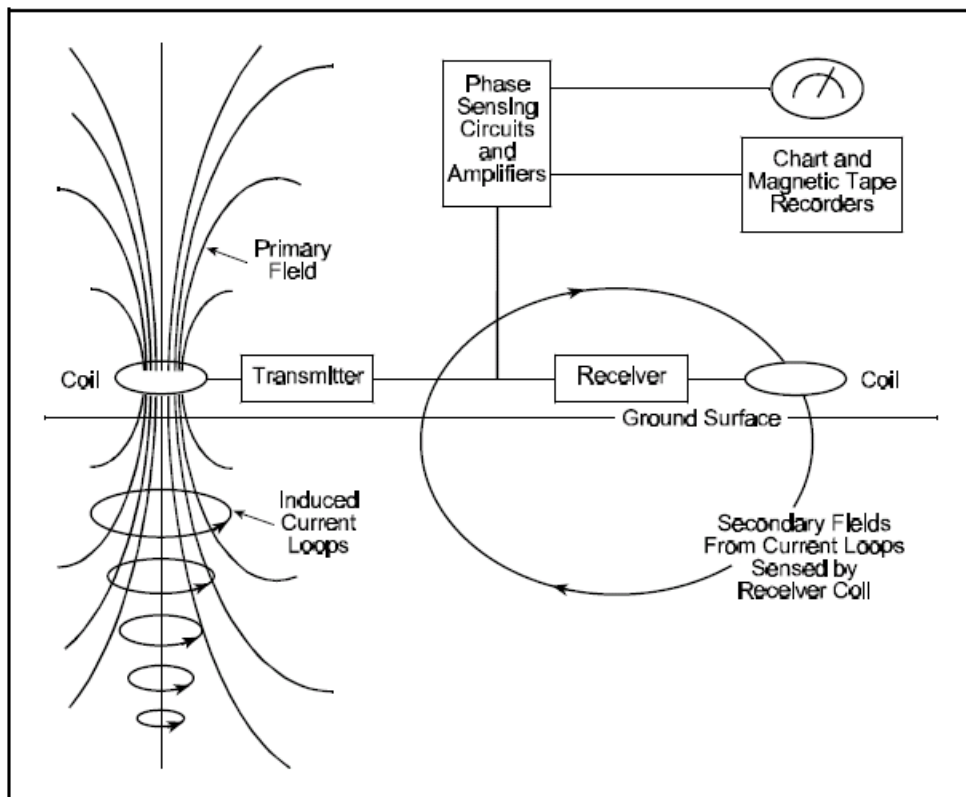 Phase
Sensing
Circuits
and
Amplifiers
Chart and
Magnetic Tape
Recorders
Primary
Field
Coil
Transmitter
Receiver
Coil
Ground Surface
Induced
Current
Loops
Secondary Fields
From Current Loops
Sensed by
Receiver Coil